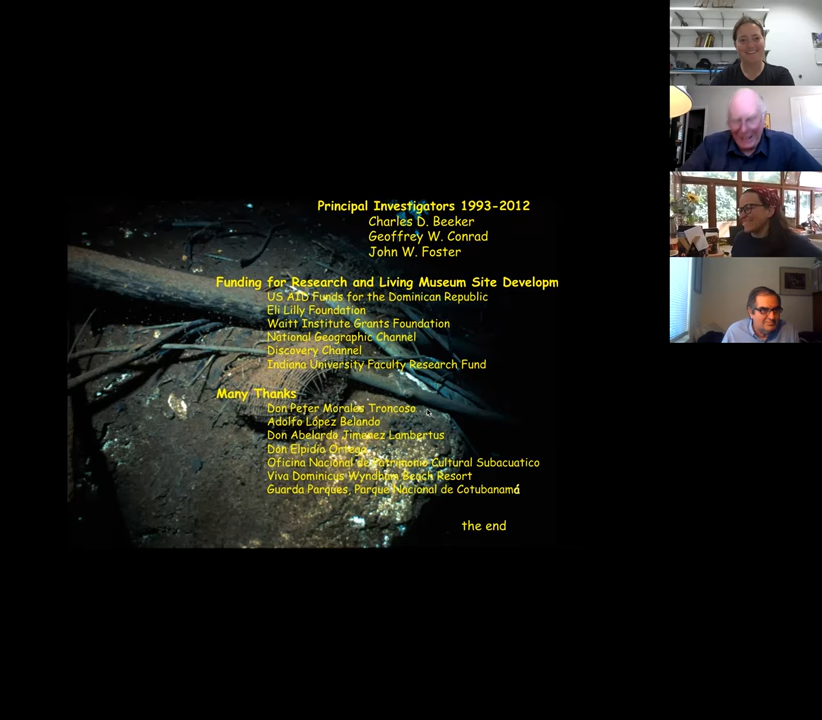 Principal Investigators 1993-2012
Charles D. Beeker
Geoffrey W. Conrad
John W. Foster
Funding for Research and Living Museum Site Developm
US AID Funds for the Dominican Republic
Eli Lilly Foundation
Waitt Institute Grants Foundation
National Geographic Channel
Discovery Channel
Indiana University Faculty Research Fund
Many Thanks
Don Peter Morales Troncoso
Adolfo López Belando
Don Abelardo Jimenez Lambertus
Don Elpidio Ortega
Oficina Nacional de Patrimonio Cultural Subacuatico
Viva Dominicus Wyndham Beach Resort
Guarda Parques, Parque Nacional de Cotubanamá
the end